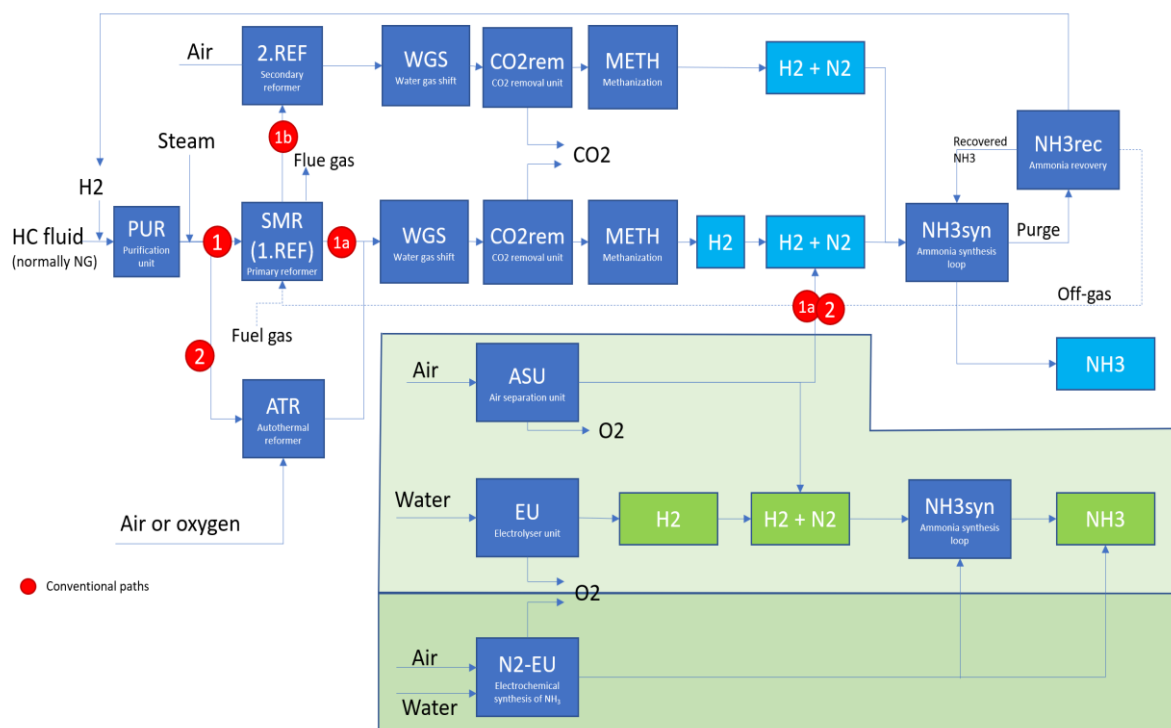 Air
2.REF
Secondary
reformer
WGS
Water gas shift
CO2rem
CO2 removal unit
METH
Methanization
H2 + N2
1b
Steam
Flue gas
CO2
Recovered
NH3
NH3rec
Ammonia revovery
H2
HC fluid
(normally NG)
PUR
Purification
unit
1
SMR
(1.REF)
Primary reformer
1a
WGS
Water gas shift
CO2rem
CO2 removal unit
METH
Methanization
H2
H2 + N2
NH3syn
Ammonia synthesis
loop
Purge
Off-gas
Fuel gas
1a
2
2
Air
ASU
Air separation unit
O2
NH3
ATR
Autothermal
reformer
Air or oxygen
Water
EU
Electrolyser unit
H2
H2 + N2
NH3syn
Ammonia synthesis
loop
NH3
O2
Conventional paths
Air
Water
N2-EU
Electrochemical
synthesis of NH₃